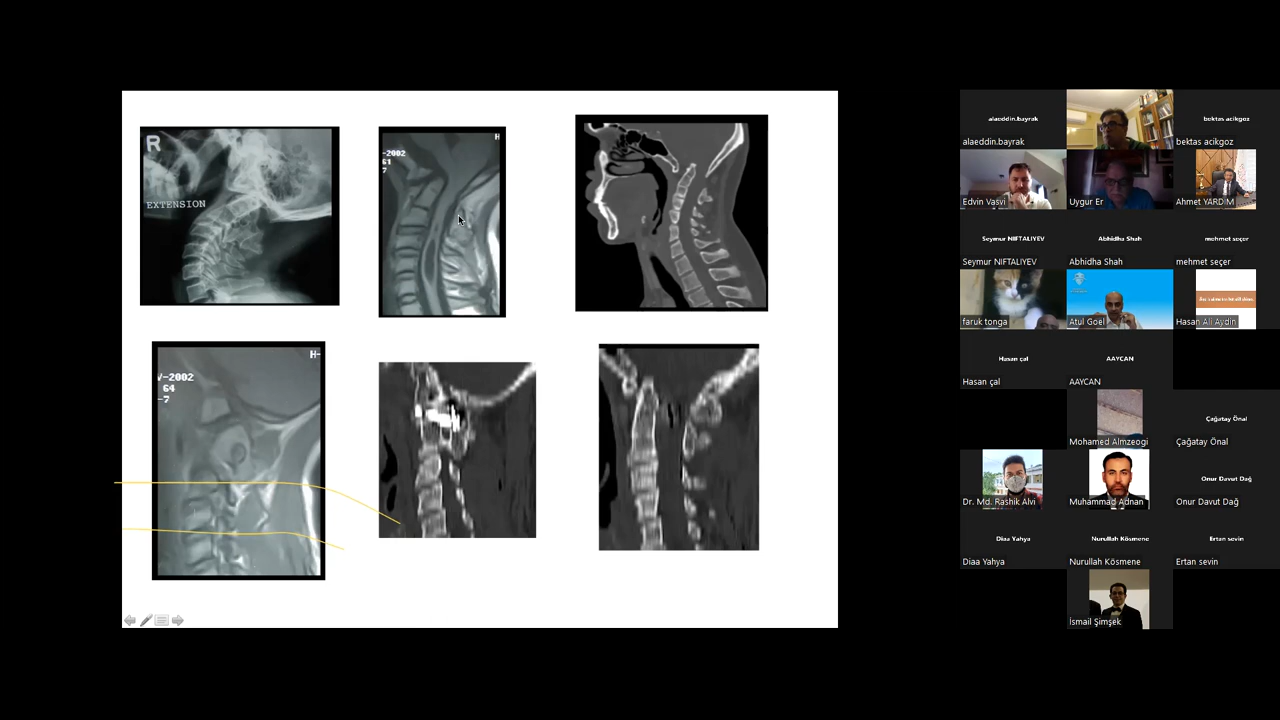 R
EXTENSION
H
-2002
61
7
H-
V-2002
64
-7
alaeddin.bayrak
alaeddin.bayrak
bektas acikgoz
bektas acikgoz
Edvin Vasvi
Uygur Er
Ahmet YARDIM
Seymur NIFTALIYEV
Seymur NIFTALIYEV
Abhidha Shah
Abhidha Shah
mehmet seçer
mehmet seçer
faruk tonga
Atul Goel
Hasan Ali Aydin
Hasan çal
Hasan çal
AAYCAN
AAYCAN
Mohamed Almzeogi
Çağatay Önal
Çağatay Önal
Dr. Md. Rashik Alvi
Muhammad Adnan
Onur Davut Dağ
Onur Davut Dağ
Diaa Yahya
Diaa Yahya
Nurullah Kösmene
Nurullah Kösmene
Ertan sevin
Ertan sevin
İsmail Şimşek